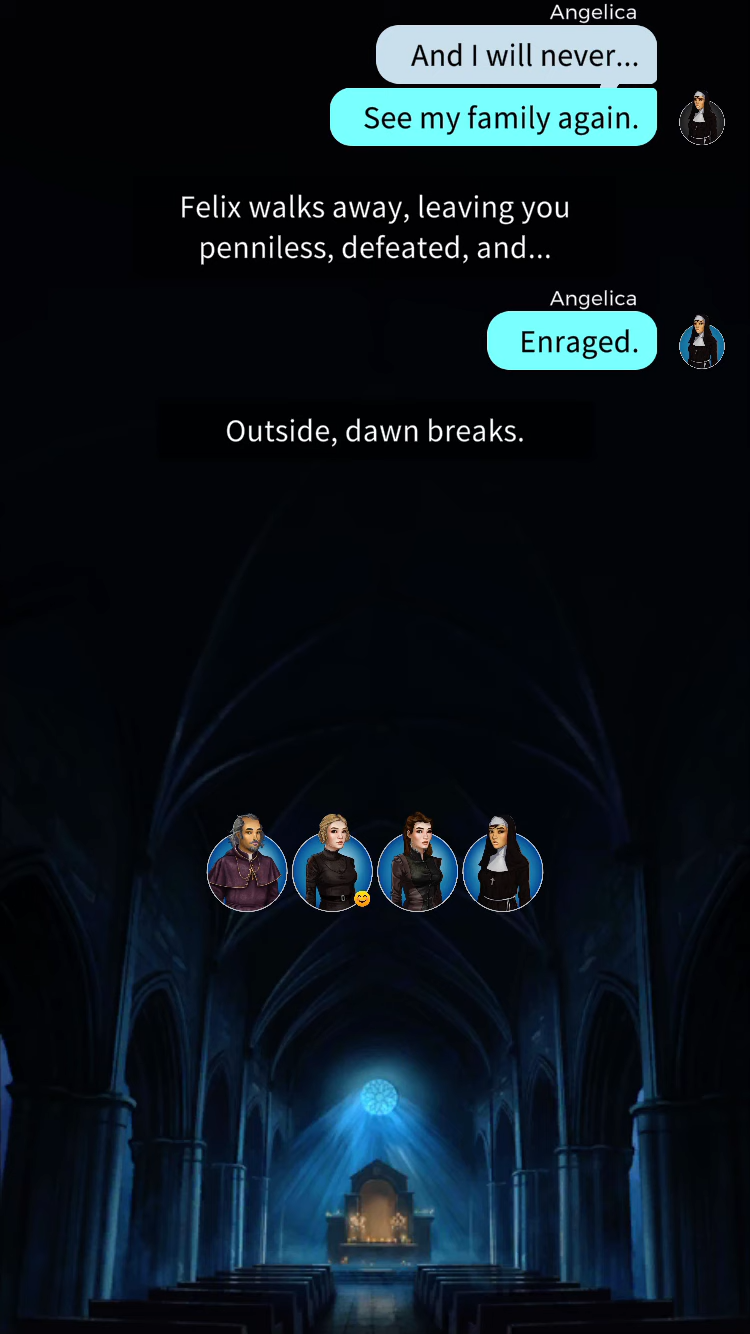 Angelica
And I will never...
See my family again.
Felix walks away, leaving you
penniless, defeated, and...
Angelica
Enraged.
Outside, dawn breaks.